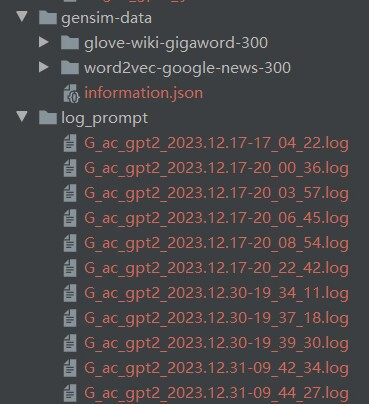 gensim-data
glove-wiki-gigaword-300
word2vec-google-news-300
information.json
log_prompt
G_ac_gpt2_2023.12.17-17_04_22.log
G_ac_gpt2_2023.12.17-20_00_36.log
G_ac_gpt2_2023.12.17-20_03_57.log
G_ac_gpt2_2023.12.17-20_06_45.log
G_ac_gpt2_2023.12.17-20_08_54.log
G_ac_gpt2_2023.12.17-20_22_42.log
G_ac_gpt2_2023.12.30-19_34_11.log
G_ac_gpt2_2023.12.30-19_37_18.log
G_ac_gpt2_2023.12.30-19_39_30.log
G_ac_gpt2_2023.12.31-09_42_34.log
G_ac_gpt2_2023.12.31-09_44_27.log